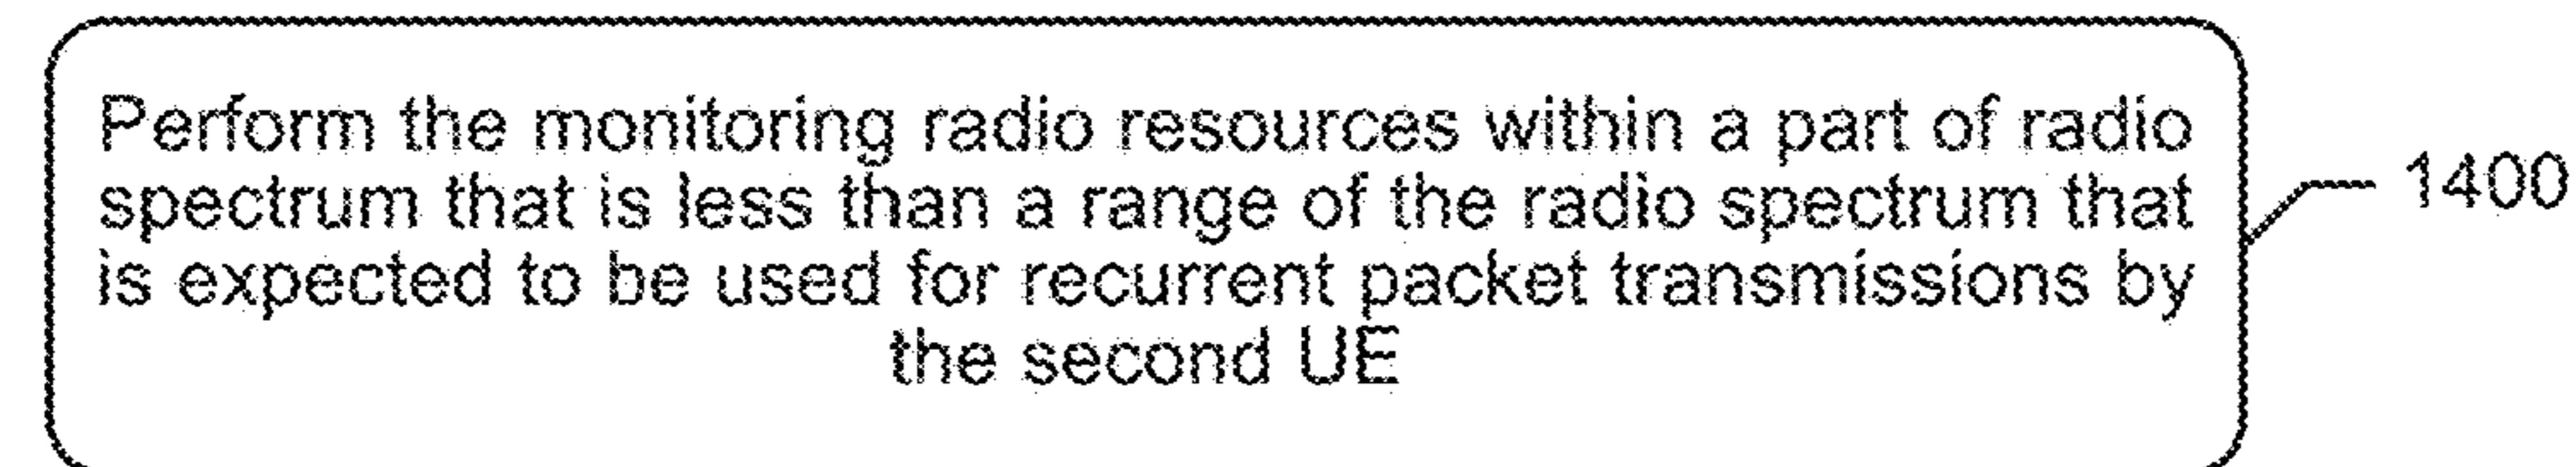 Perform the monitoring radio resources within a part of radio
spectrum that is less than a range of the radio spectrum that
is expected to be used for recurrent packet transmissions by
the second UE
1400